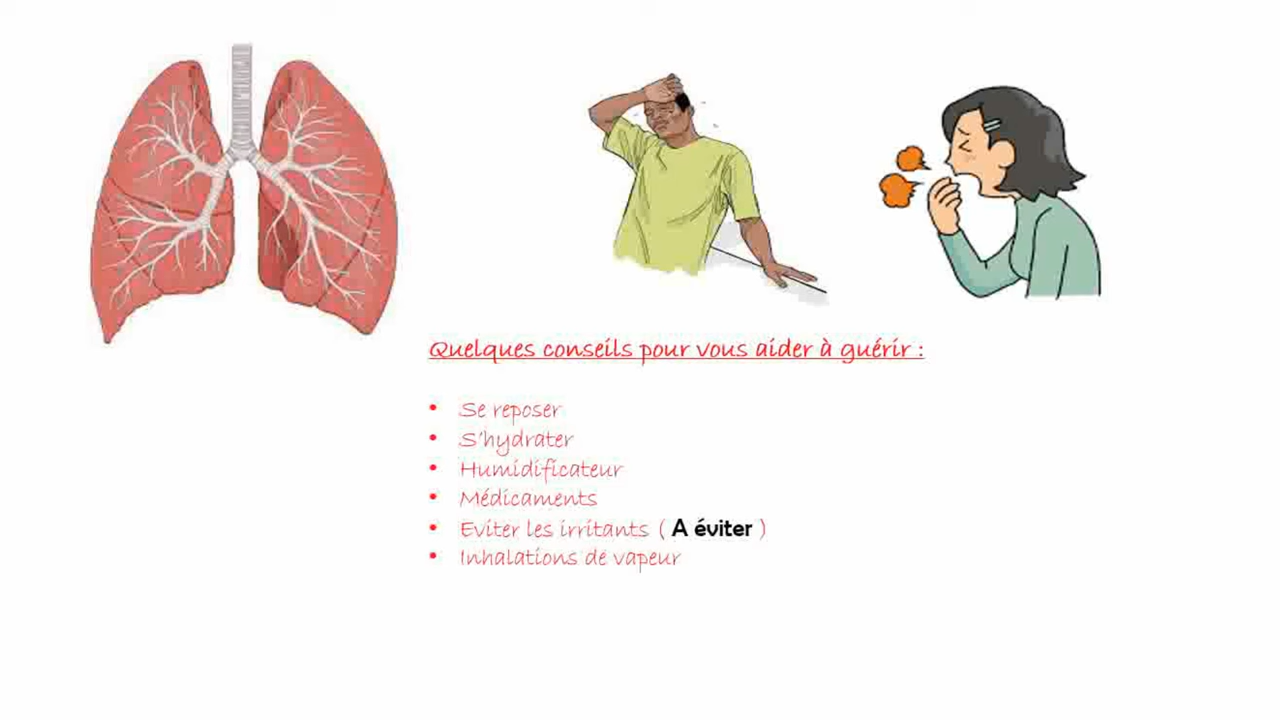 Quelques conseils pour vous aider à guérir :
• Se reposer
• S'hydrater
• Humidificateur
• Médicaments
• Eviter les irritants ( A éviter )
• Inhalations de vapeur